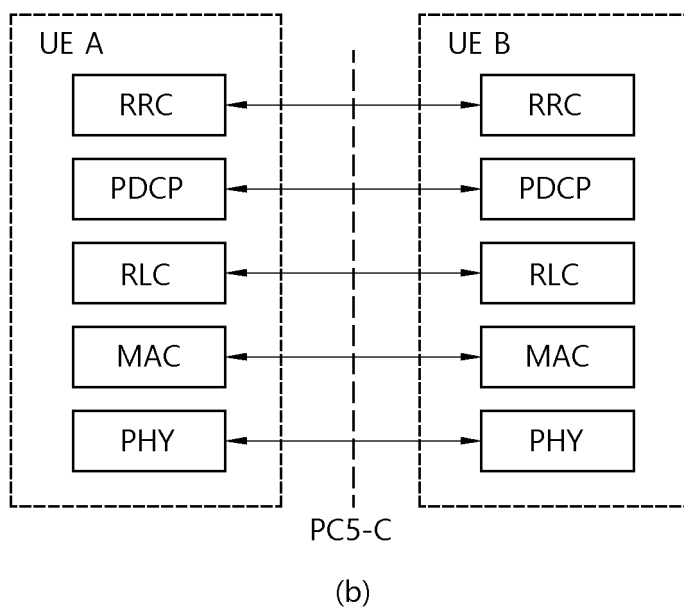 UE A
UE B
RRC
RRC
PDCP
PDCP
RLC
RLC
MAC
MAC
PHY
PHY
PC5-C
(b)